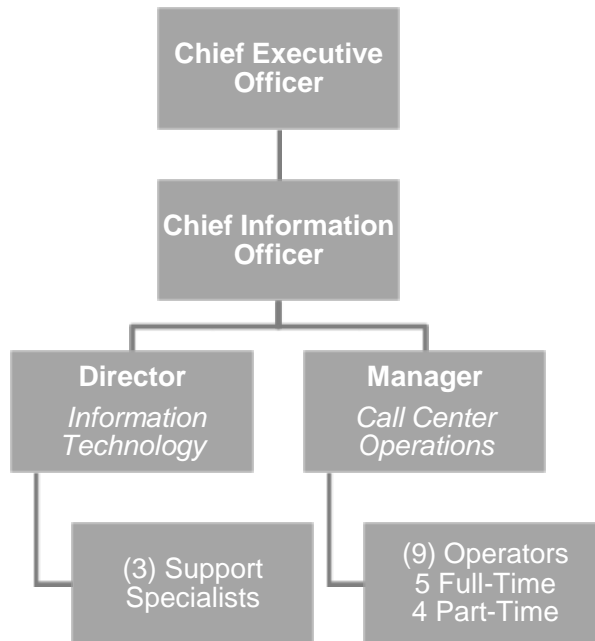 Chief Executive
Officer
Chief Information
Officer
Director
Information
Technology
Manager
Call Center
Operations
(3) Support
Specialists
(9) Operators
5 Full-Time
4 Part-Time